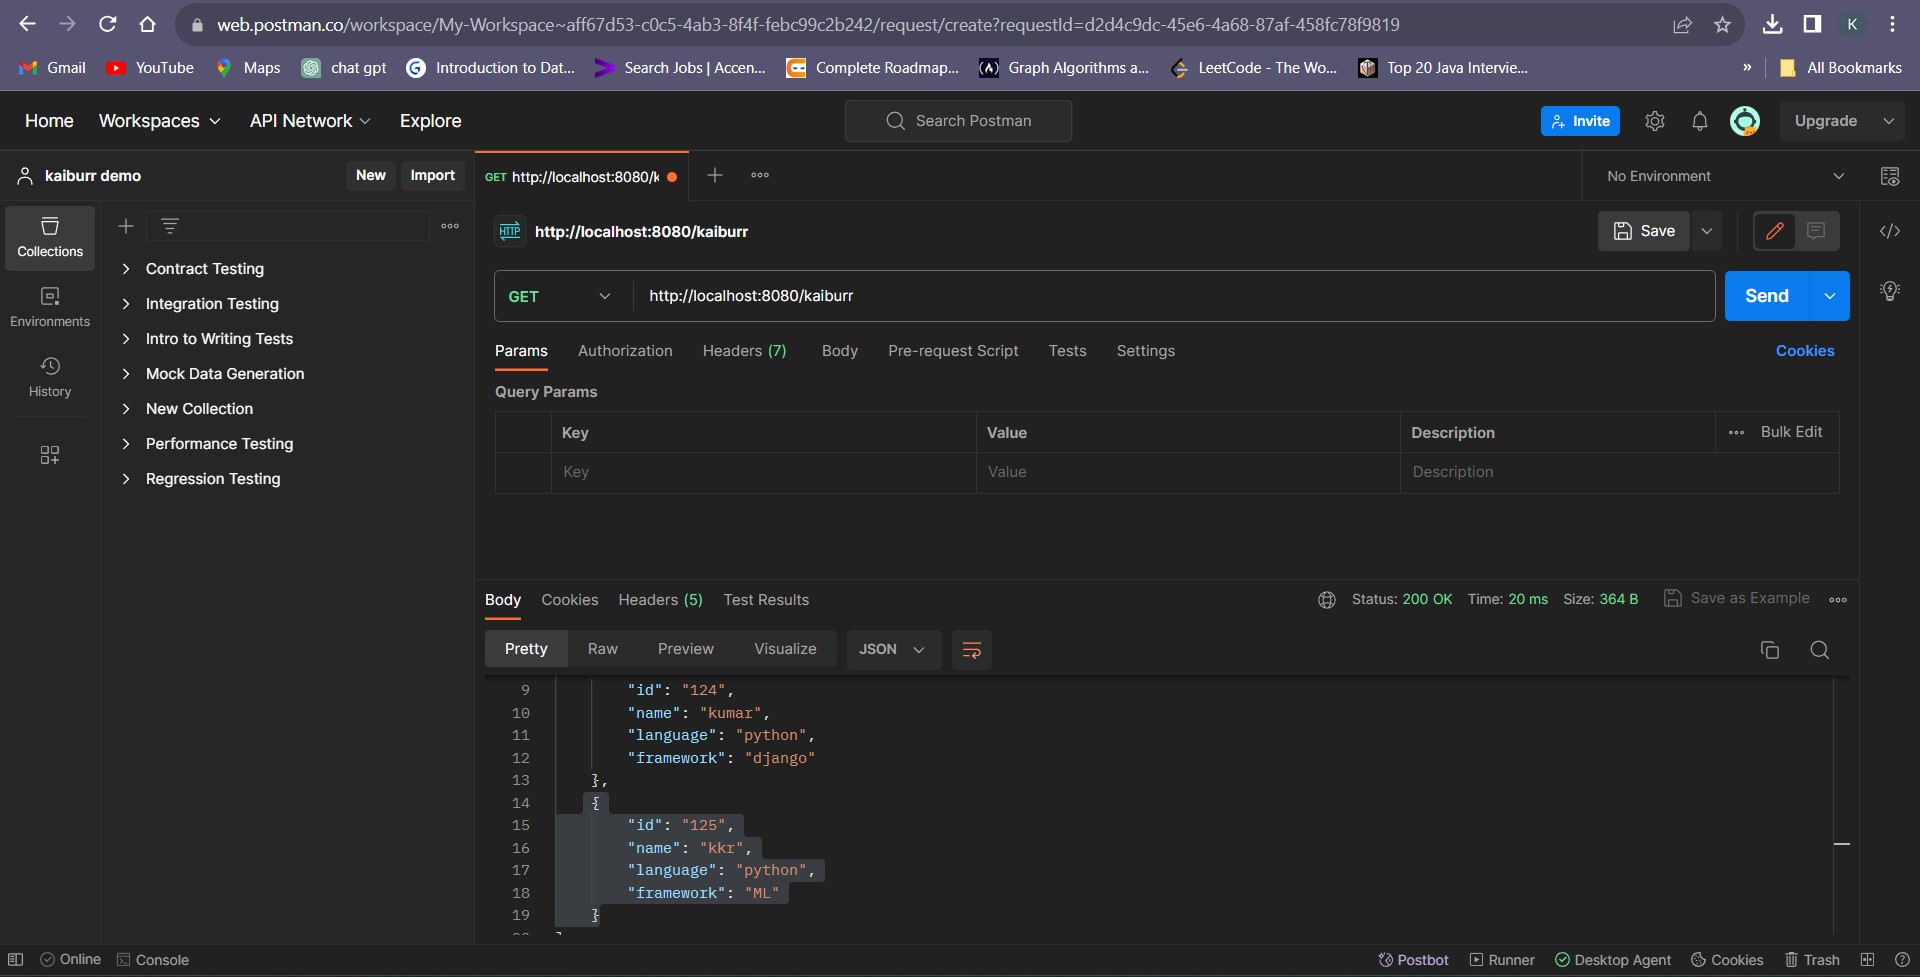 web.postman.co/workspace/My-Workspace~aff67d53-c0c5-4ab3-8f4f-febc99c2b242/request/create?requestId=d2d4c9dc-45e6-4a68-87af-458fc78f9819
K
Gmail YouTube Maps chat gpt Introduction to Dat... Search Jobs | Accen... Complete Roadmap... Graph Algorithms a... LeetCode - The Wo... Top 20 Java Intervie... » All Bookmarks
Home Workspaces API Network Explore Search Postman Invite Upgrade
kaiburr demo New Import GET http://localhost:8080/k No Environment
Collections
Environments
History
Contract Testing
Integration Testing
Intro to Writing Tests
Mock Data Generation
New Collection
Performance Testing
Regression Testing
HTTP http://localhost:8080/kaiburr Save
GET http://localhost:8080/kaiburr Send
Params Authorization Headers (7) Body Pre-request Script Tests Settings Cookies
Query Params
Key Value Description Bulk Edit
Key Value Description
Body Cookies Headers (5) Test Results Status: 200 OK Time: 20 ms Size: 364 B Save as Example
Pretty Raw Preview Visualize JSON
9 "id": "124",
10 "name": "kumar",
11 "language": "python",
12 "framework": "django"
13 },
14 {
15 "id": "125",
16 "name": "kkr",
17 "language": "python",
18 "framework": "ML"
19 }
Online Console Postbot Runner Desktop Agent Cookies Trash